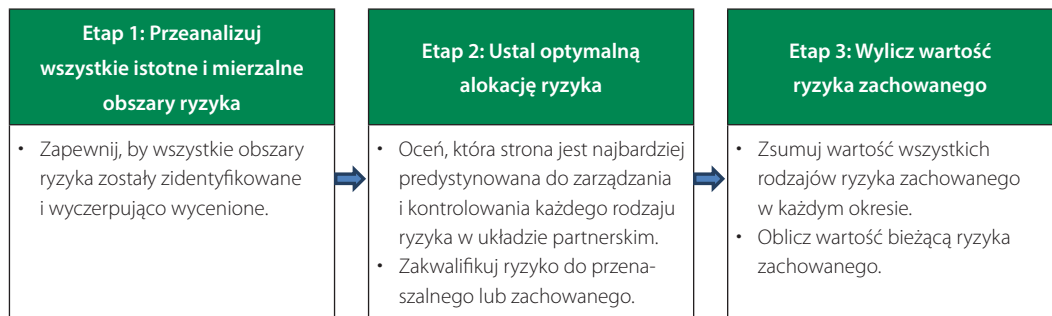 Etap 1: Przeanalizuj
wszystkie istotne i mierzalne
obszary ryzyka
• Zapewnij, by wszystkie obszary
ryzyka zostały zidentyfikowane
i wyczerpująco wycenione.
Etap 2: Ustal optymalną
alokację ryzyka
• Oceń, która strona jest najbardziej
predystynowana do zarządzania
i kontrolowania każdego rodzaju
ryzyka w układzie partnerskim.
• Zakwalifikuj ryzyko do przena-
szalnego lub zachowanego.
Etap 3: Wylicz wartość
ryzyka zachowanego
• Zsumuj wartość wszystkich
rodzajów ryzyka zachowanego
w każdym okresie.
• Oblicz wartość bieżącą ryzyka
zachowanego.